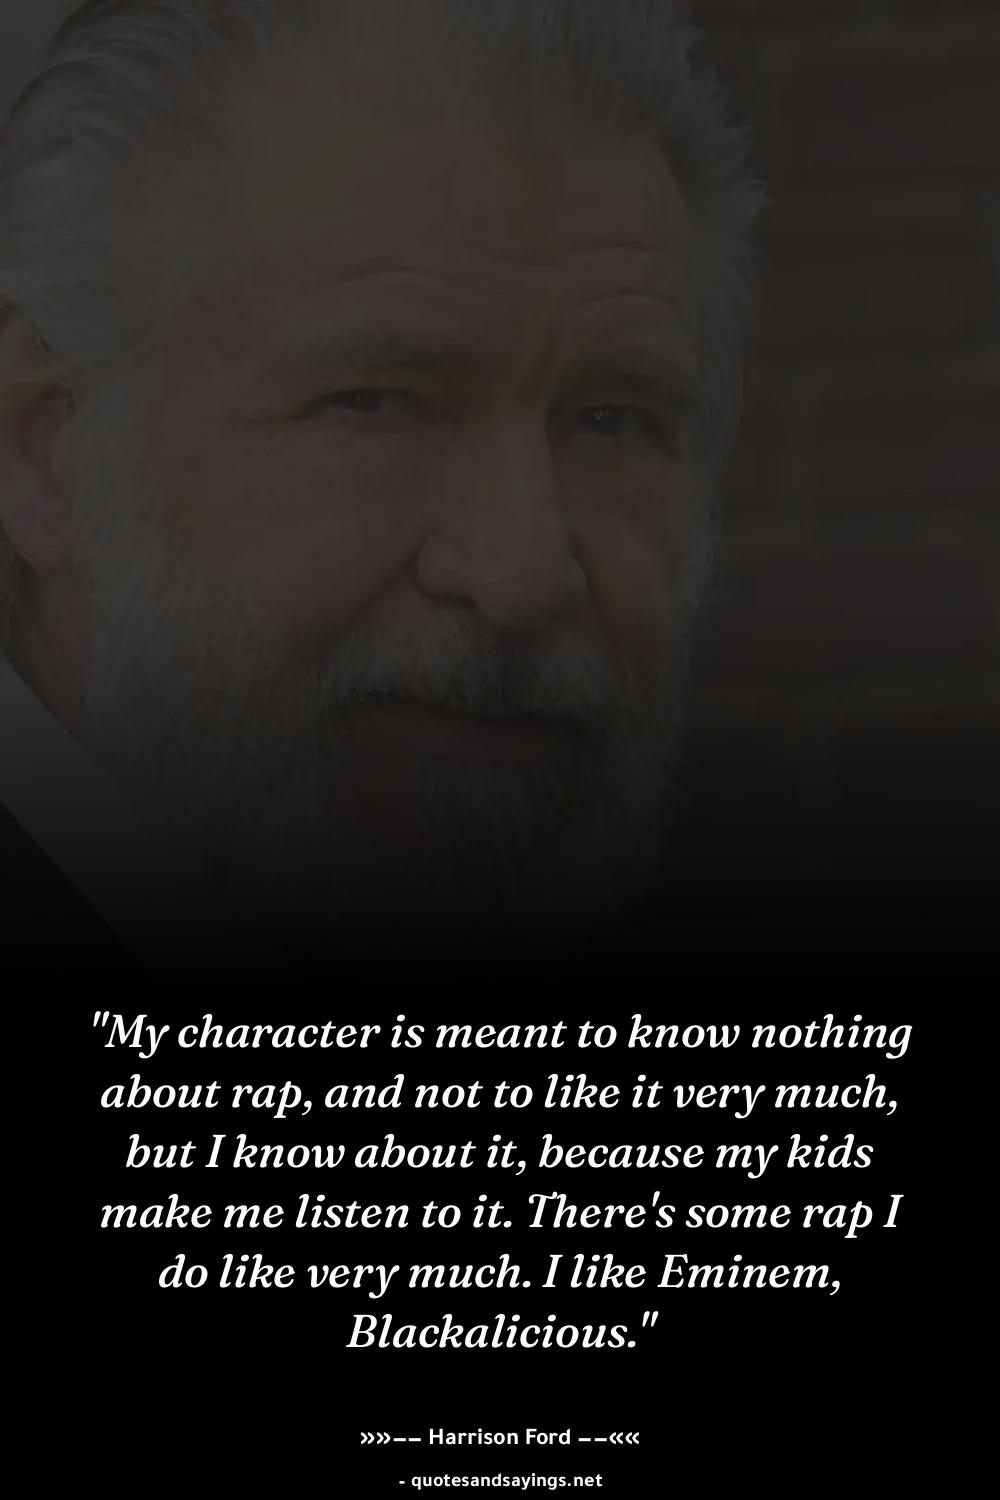 "My character is meant to know nothing
about rap, and not to like it very much,
but I know about it, because my kids
make me listen to it. There's some rap I
do like very much. I like Eminem,
Blackalicious."
»»−− Harrison Ford −−««
- quotesandsayings.net